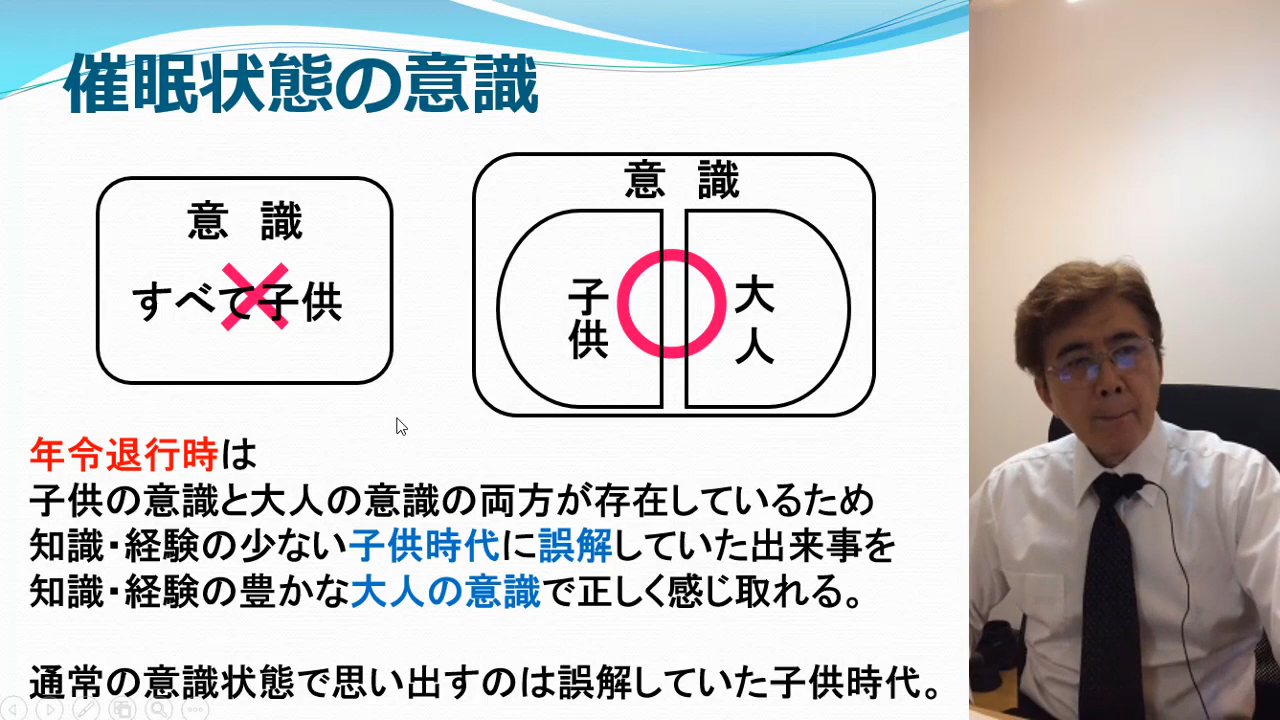 催眠状態の意識
意 識
すべて子供
意 識
子供
大人
年令退行時は
子供の意識と大人の意識の両方が存在しているため
知識・経験の少ない子供時代に誤解していた出来事を
知識・経験の豊かな大人の意識で正しく感じ取れる。
通常の意識状態で思い出すのは誤解していた子供時代。